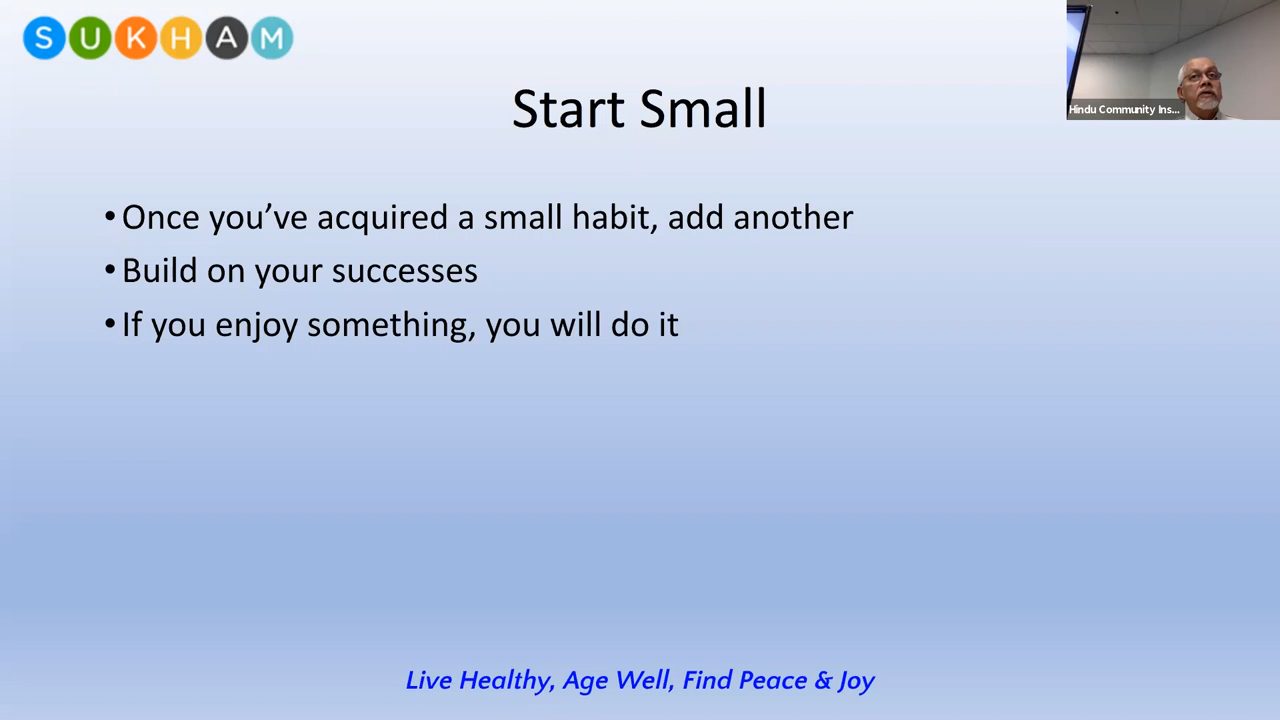 SUKHAM
Hindu Community Ins...
Start Small
• Once you’ve acquired a small habit, add another
• Build on your successes
• If you enjoy something, you will do it
Live Healthy, Age Well, Find Peace & Joy